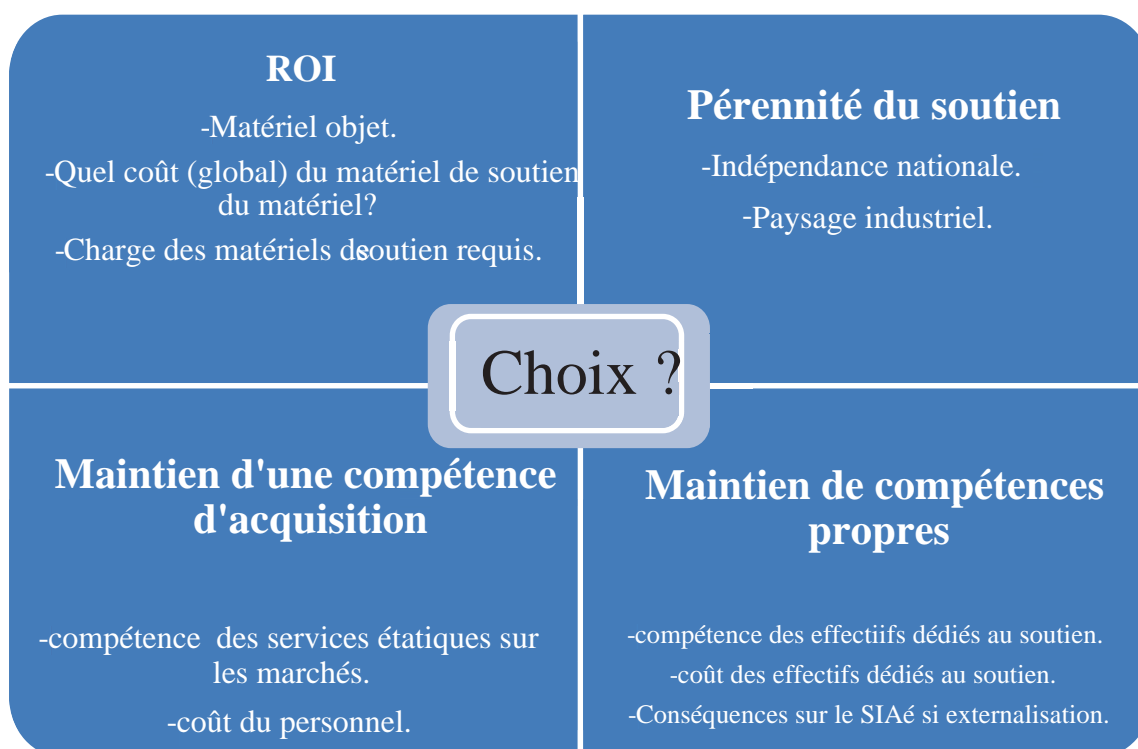 ROI
-Matériel objet.
-Quel coût (global) du matériel de soutien
du matériel?
-Charge des matériels de soutien requis.
Pérennité du soutien
-Indépendance nationale.
-Paysage industriel.
Choix ?
Maintien d'une compétence
d'acquisition
-compétence des services étatiques sur
les marchés.
-coût du personnel.
Maintien de compétences
propres
-compétence des effectiifs dédiés au soutien.
-coût des effectifs dédiés au soutien.
-Conséquences sur le SIAé si externalisation.